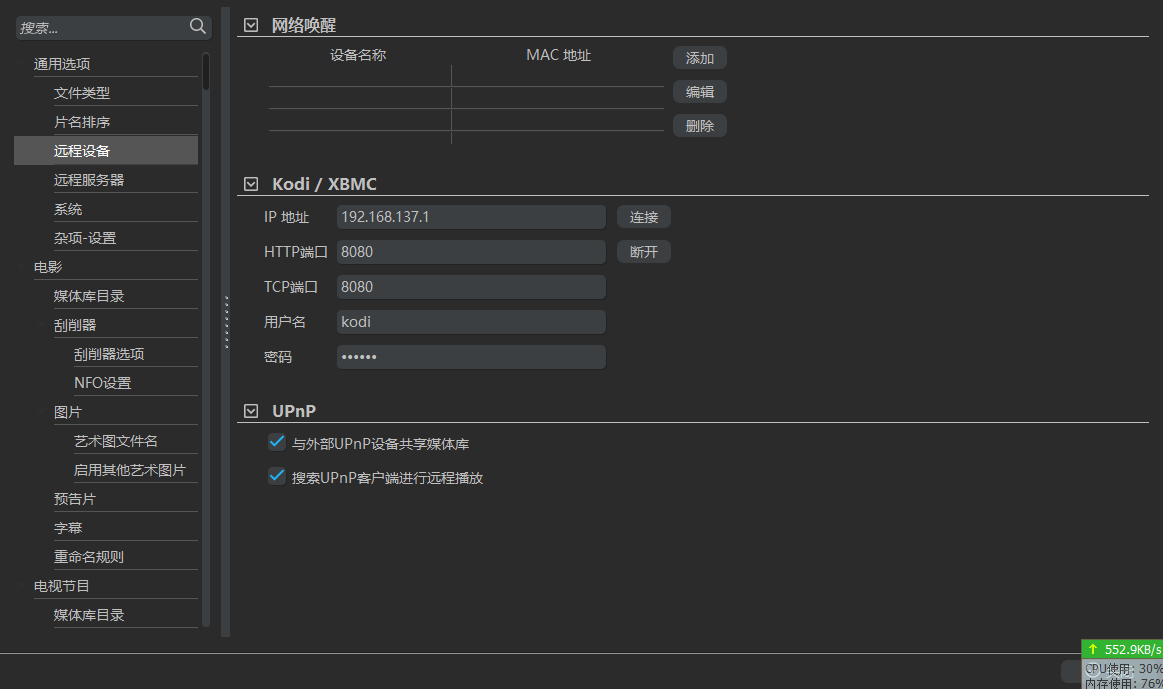 搜索...
通用选项
文件类型
片名排序
远程设备
远程服务器
系统
杂项-设置
电影
媒体库目录
刮削器
刮削器选项
NFO设置
图片
艺术图文件名
启用其他艺术图片
预告片
字幕
重命名规则
电视节目
媒体库目录
网络唤醒
设备名称 MAC 地址 添加
编辑
删除
Kodi / XBMC
IP 地址 192.168.137.1 连接
HTTP端口 8080 断开
TCP端口 8080
用户名 kodi
密码 ••••••
UPnP
与外部UPnP设备共享媒体库
搜索UPnP客户端进行远程播放
↑ 552.9KB/s
CPU使用: 30%
内存使用: 76%